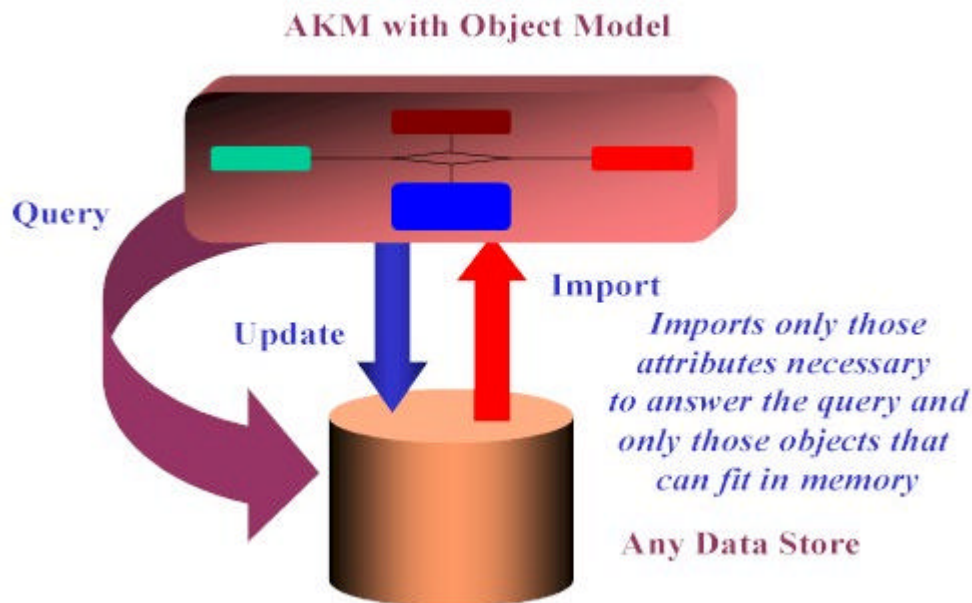 AKM with Object Model
Query
Update
Import
Imports only those
attributes necessary
to answer the query and
only those objects that
can fit in memory
Any Data Store